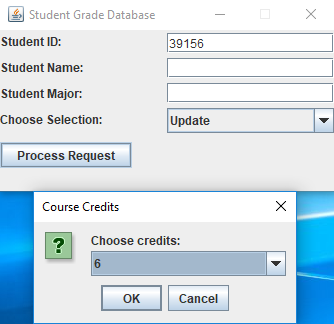 Student Grade Database
Student ID: 39156
Student Name:
Student Major:
Choose Selection: Update
Process Request
Course Credits
?
Choose credits:
6
OK Cancel